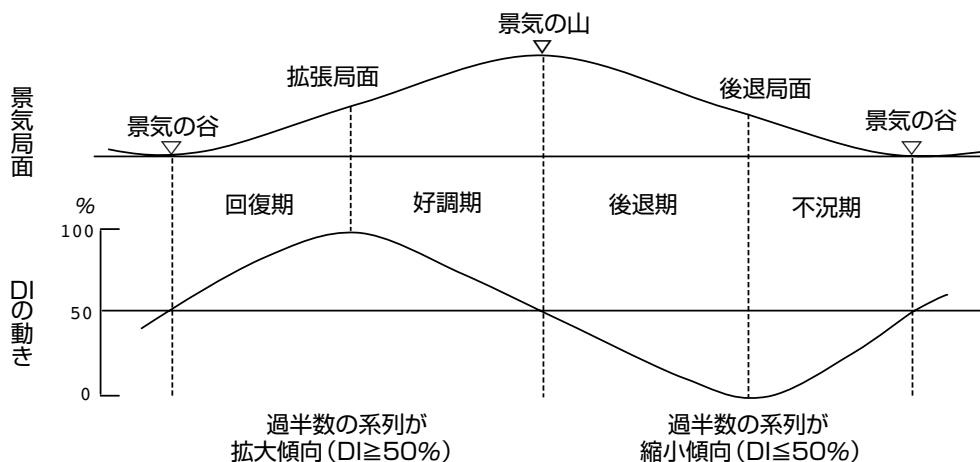 景気の山
拡張局面
後退局面
景気の谷
景気の谷
景気局面
%
回復期
好調期
後退期
不況期
100
50
0
DIの動き
過半数の系列が
拡大傾向(DI≧50%)
過半数の系列が
縮小傾向(DI≦50%)